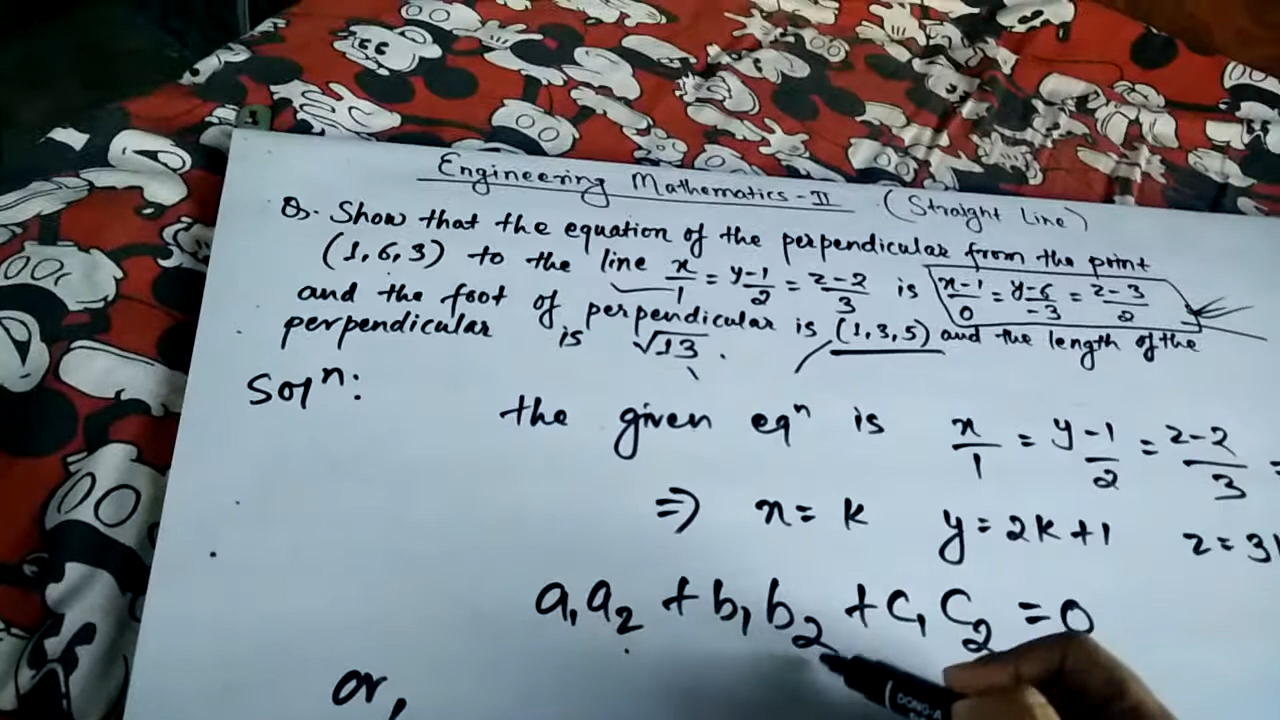 Engineering Mathematics-II (Straight Line)
Q. Show that the equation of the perpendicular from the point
(1,6,3) to the line x/1 = y-1/2 = z-2/3 is x-1/0 = y-6/-3 = z-3/2
and the foot of perpendicular is (1,3,5) and the length of the
perpendicular is √13.
Solⁿ:
the given eqⁿ is x/1 = y-1/2 = z-2/3 =
⇒ x = k y = 2k+1 z = 3
a₁a₂ + b₁b₂ + c₁c₂ = 0
or,
DONG-A